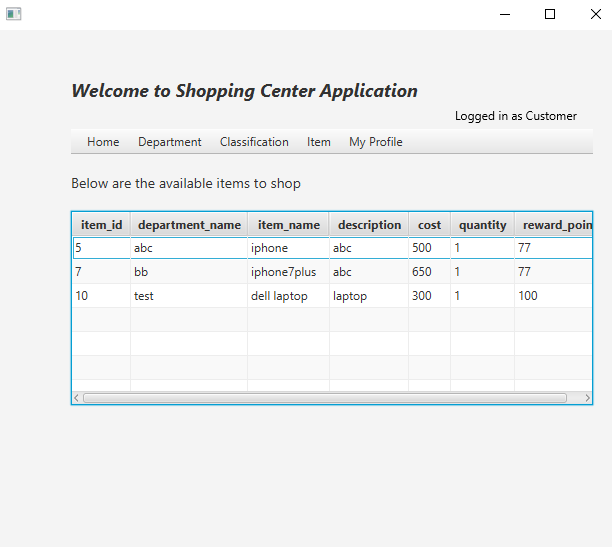 Welcome to Shopping Center Application
Logged in as Customer
Home Department Classification Item My Profile
Below are the available items to shop
item_id department_name item_name description cost quantity reward_poin
5 abc iphone abc 500 1 77
7 bb iphone7plus abc 650 1 77
10 test dell laptop laptop 300 1 100